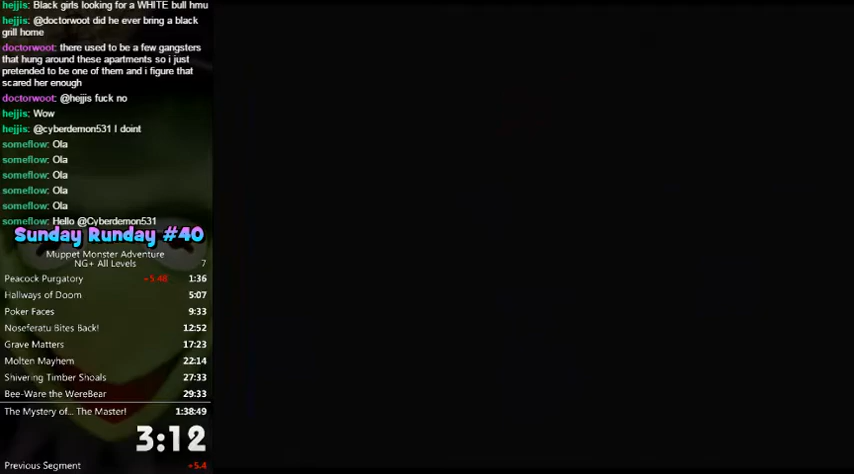 hejjis: Black girls looking for a WHITE bull hmu
hejjis: @doctorwoot did he ever bring a black
grill home
doctorwoot: there used to be a few gangsters
that hung around these apartments so i just
pretended to be one of them and i figure that
scared her enough
doctorwoot: @hejjis fuck no
hejjis: Wow
hejjis: @cyberdemon531 I doint
someflow: Ola
someflow: Ola
someflow: Ola
someflow: Ola
someflow: Ola
someflow: Hello @Cyberdemon531
Sunday Runday #40
Muppet Monster Adventure
NG+ All Levels 7
Peacock Purgatory +5.48 1:36
Hallways of Doom 5:07
Poker Faces 9:33
Noseferatu Bites Back! 12:52
Grave Matters 17:23
Molten Mayhem 22:14
Shivering Timber Shoals 27:33
Bee-Ware the WereBear 29:33
The Mystery of... The Master! 1:38:49
3:12
Previous Segment +5.4